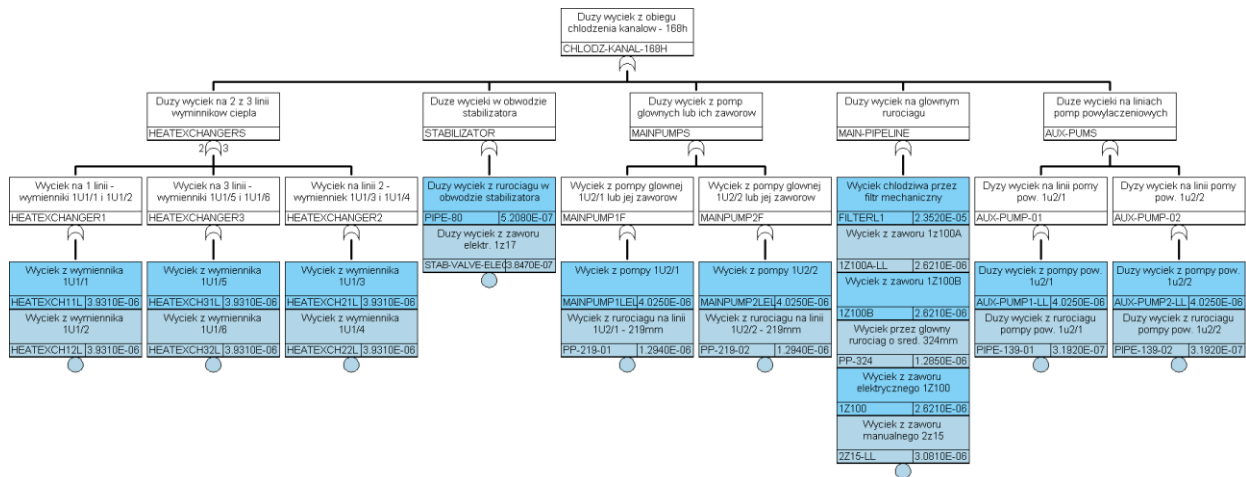 Duzy wyciek z obiegu
chlodzenia kanalow - 168h
CHLODZ-KANAL-168H
Duzy wyciek na 2 z 3 linii
wyminnikow ciepla
HEATEXCHANGERS
2 3
Duze wycieki w obwodzie
stabilizatora
STABILIZATOR
Duzy wyciek z pomp
glownych lub ich zaworow
MAINPUMPS
Duzy wyciek na glownym
rurociagu
MAIN-PIPELINE
Duze wycieki na liniach
pomp powylaczeniowych
AUX-PUMS
Wyciek na 1 linii -
wymienniki 1U1/1 i 1U1/2
HEATEXCHANGER1
Wyciek na 3 linii -
wymienniki 1U1/5 i 1U1/6
HEATEXCHANGER3
Wyciek na linii 2 -
wymienniek 1U1/3 i 1U1/4
HEATEXCHANGER2
Duzy wyciek z rurociagu w
obwodzie stabilizatora
PIPE-80 5.2080E-07
Duzy wyciek z zaworu
elektr. 1z17
STAB-VALVE-ELEC 3.8470E-07
Wyciek z pompy glownej
1U2/1 lub jej zaworow
MAINPUMP1F
Wyciek z pompy glownej
1U2/2 lub jej zaworow
MAINPUMP2F
Wyciek chlodziwa przez
filtr mechaniczny
FILTERL1 2.3520E-05
Wyciek z zaworu 1z100A
1Z100A-LL 2.6210E-06
Wyciek z zaworu 1Z100B
1Z100B 2.6210E-06
Wyciek przez glowny
rurociag o sred. 324mm
PP-324 1.2850E-06
Wyciek z zaworu
elektrycznego 1Z100
1Z100 2.6210E-06
Wyciek z zaworu
manualnego 2z15
2Z15-LL 3.0810E-06
Dyzy wyciek na linii pomy
pow. 1u2/1
AUX-PUMP-01
Dyzy wyciek na linii pomy
pow. 1u2/2
AUX-PUMP-02
Wyciek z wymiennika
1U1/1
HEATEXCH11L 3.9310E-06
Wyciek z wymiennika
1U1/2
HEATEXCH12L 3.9310E-06
Wyciek z wymiennika
1U1/5
HEATEXCH31L 3.9310E-06
Wyciek z wymiennika
1U1/6
HEATEXCH32L 3.9310E-06
Wyciek z wymiennika
1U1/3
HEATEXCH21L 3.9310E-06
Wyciek z wymiennika
1U1/4
HEATEXCH22L 3.9310E-06
Wyciek z pompy 1U2/1
MAINPUMP1LEL 4.0250E-06
Wyciek z rurociagu na linii
1U2/1 - 219mm
PP-219-01 1.2940E-06
Wyciek z pompy 1U2/2
MAINPUMP2LEL 4.0250E-06
Wyciek z rurociagu na linii
1U2/2 - 219mm
PP-219-02 1.2940E-06
Duzy wyciek z pompy pow.
1u2/1
AUX-PUMP1-LL 4.0250E-06
Duzy wyciek z rurociagu
pompy pow. 1u2/1
PIPE-139-01 3.1920E-07
Duzy wyciek z pompy pow.
1u2/2
AUX-PUMP2-LL 4.0250E-06
Duzy wyciek z rurociagu
pompy pow. 1u2/2
PIPE-139-02 3.1920E-07